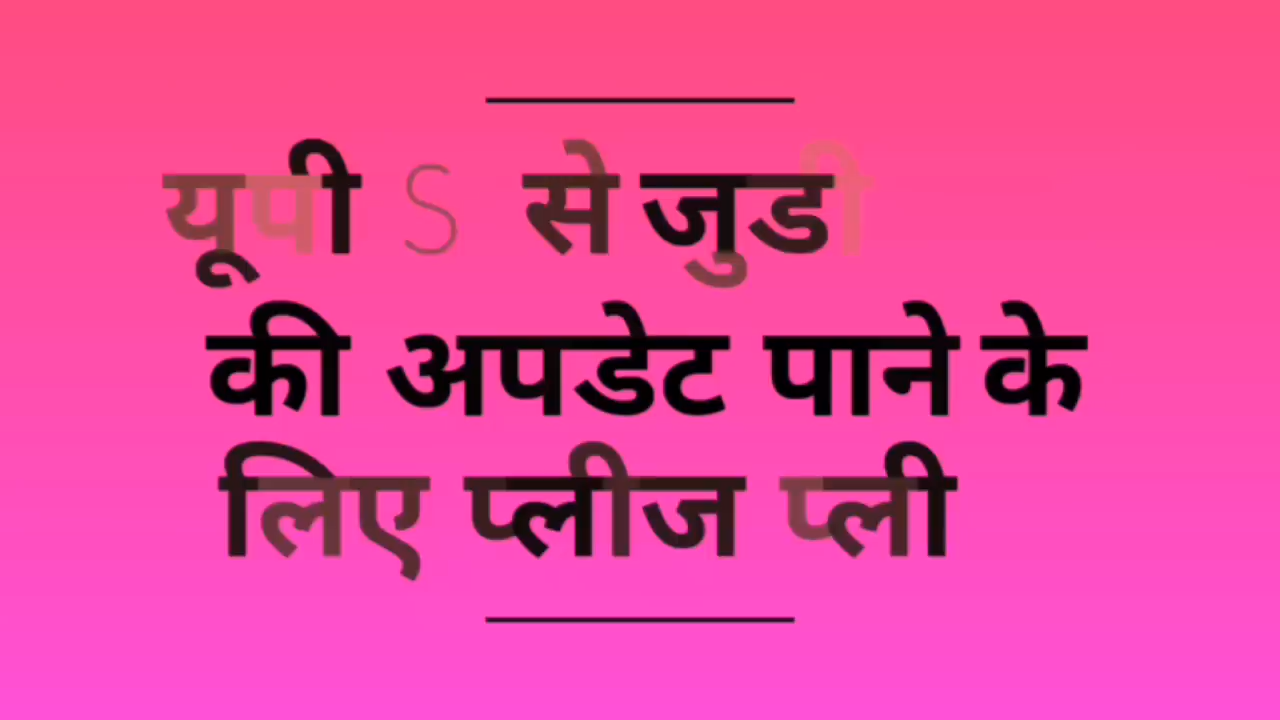 यूपी S से जुडी
की अपडेट पाने के
लिए प्लीज प्ली